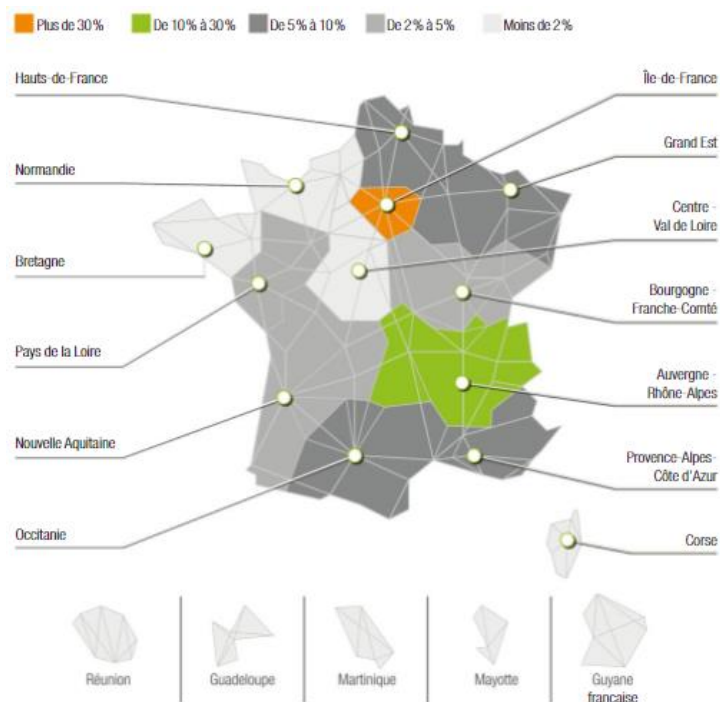 Plus de 30%
De 10% à 30%
De 5% à 10%
De 2% à 5%
Moins de 2%
Hauts-de-France
Île-de-France
Grand Est
Normandie
Centre -
Val de Loire
Bretagne
Bourgogne -
Franche-Comté
Pays de la Loire
Auvergne -
Rhône-Alpes
Nouvelle Aquitaine
Provence-Alpes-
Côte d'Azur
Occitanie
Corse
Réunion
Guadeloupe
Martinique
Mayotte
Guyane
française